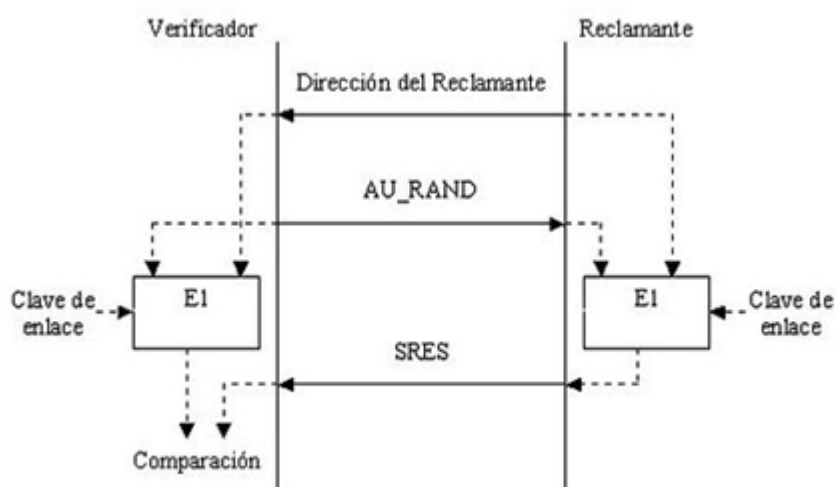 Verificador
Reclamante
Dirección del Reclamante
AU_RAND
E1
E1
Clave de
enlace
Clave de
enlace
SRES
Comparación